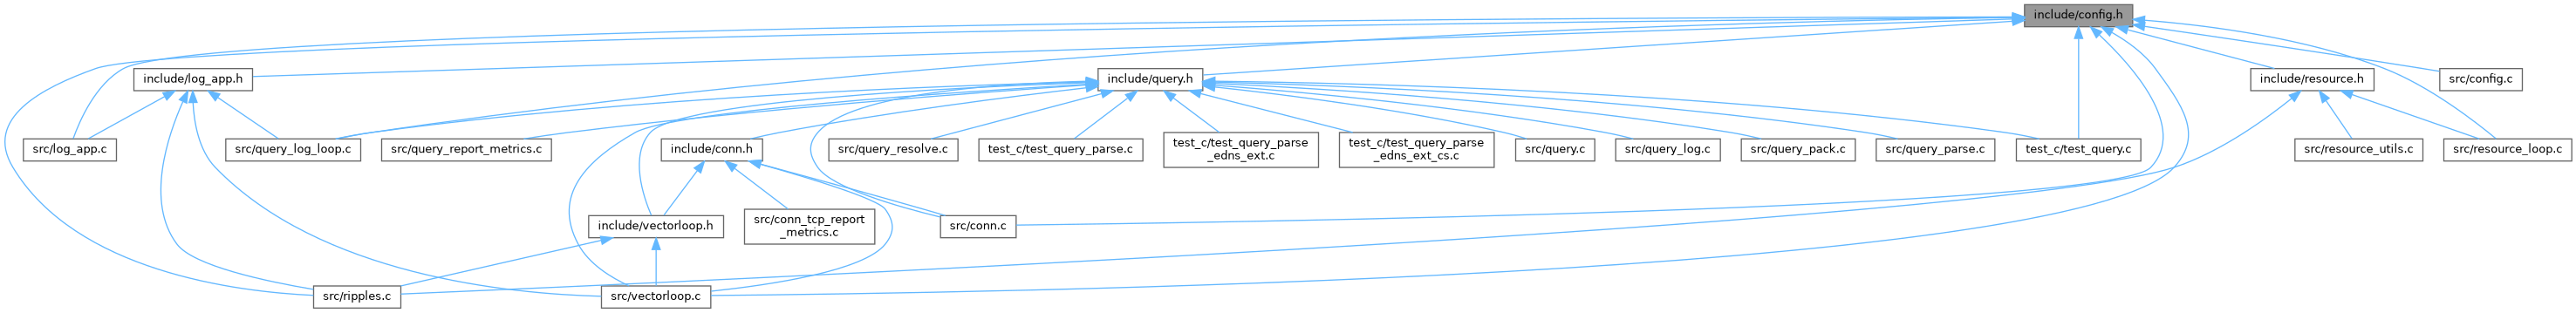 include/config.h
include/log_app.h
include/query.h
include/resource.h
src/config.c
src/log_app.c
src/query_log_loop.c
src/query_report_metrics.c
include/conn.h
src/query_resolve.c
test_c/test_query_parse.c
test_c/test_query_parse
_edns_ext.c
test_c/test_query_parse
_edns_ext_cs.c
src/query.c
src/query_log.c
src/query_pack.c
src/query_parse.c
test_c/test_query.c
src/resource_utils.c
src/resource_loop.c
include/vectorloop.h
src/conn_tcp_report
_metrics.c
src/conn.c
src/ripples.c
src/vectorloop.c